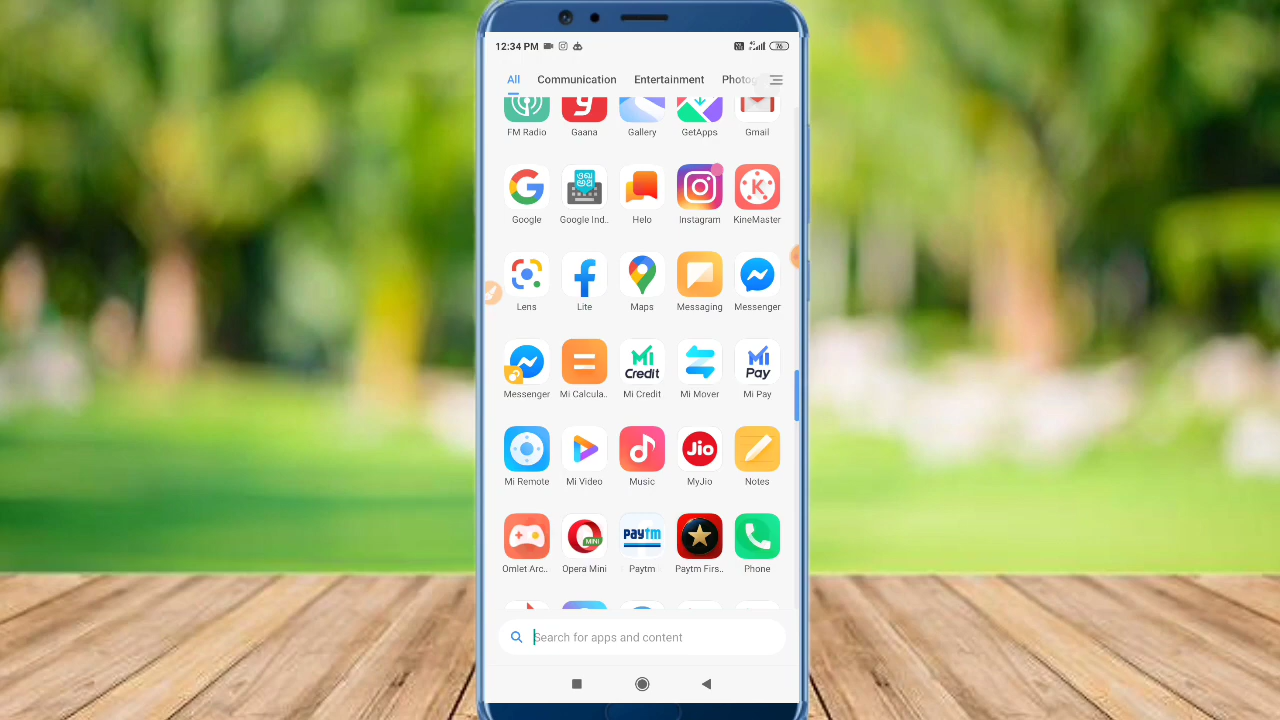 12:34 PM
76
All Communication Entertainment Photo
FM Radio Gaana Gallery GetApps Gmail
Google Google Ind.. Helo Instagram KineMaster
Lens Lite Maps Messaging Messenger
Mi Credit
Mi Pay
Messenger Mi Calcula.. Mi Credit Mi Mover Mi Pay
Jio
Mi Remote Mi Video Music MyJio Notes
MINI
paytm
Omlet Arc.. Opera Mini Paytm Paytm Firs.. Phone
Search for apps and content